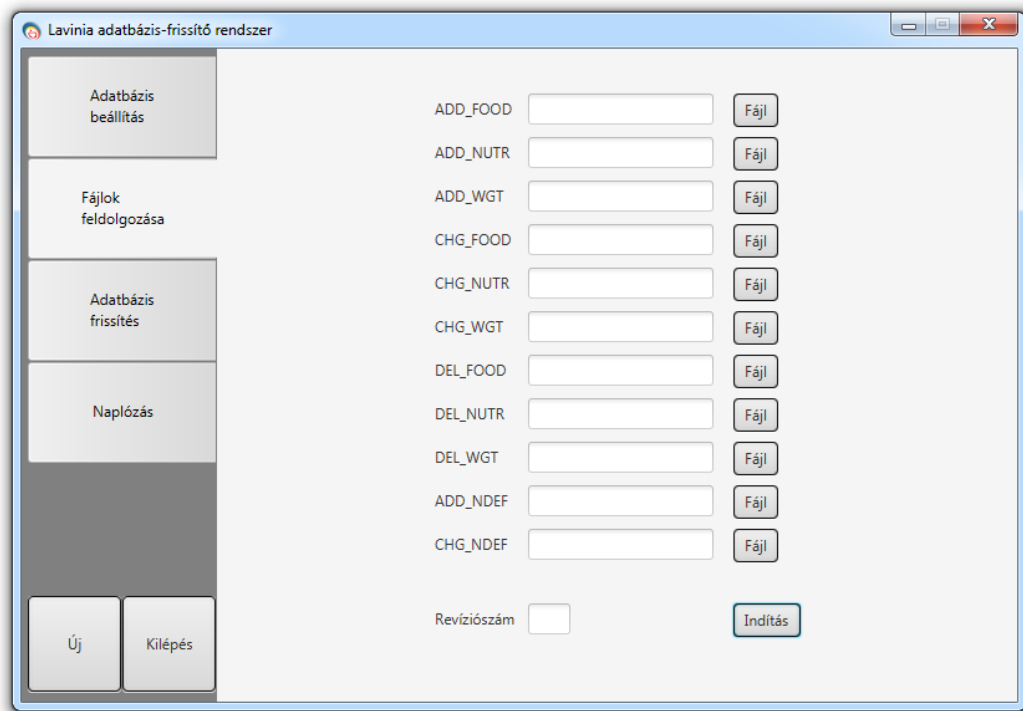 Lavinia adatbázis-frissítő rendszer
Adatbázis
beállítás
Fájlok
feldolgozása
Adatbázis
frissítés
Naplózás
Új
Kilépés
ADD_FOOD Fájl
ADD_NUTR Fájl
ADD_WGT Fájl
CHG_FOOD Fájl
CHG_NUTR Fájl
CHG_WGT Fájl
DEL_FOOD Fájl
DEL_NUTR Fájl
DEL_WGT Fájl
ADD_NDEF Fájl
CHG_NDEF Fájl
Revíziószám Indítás